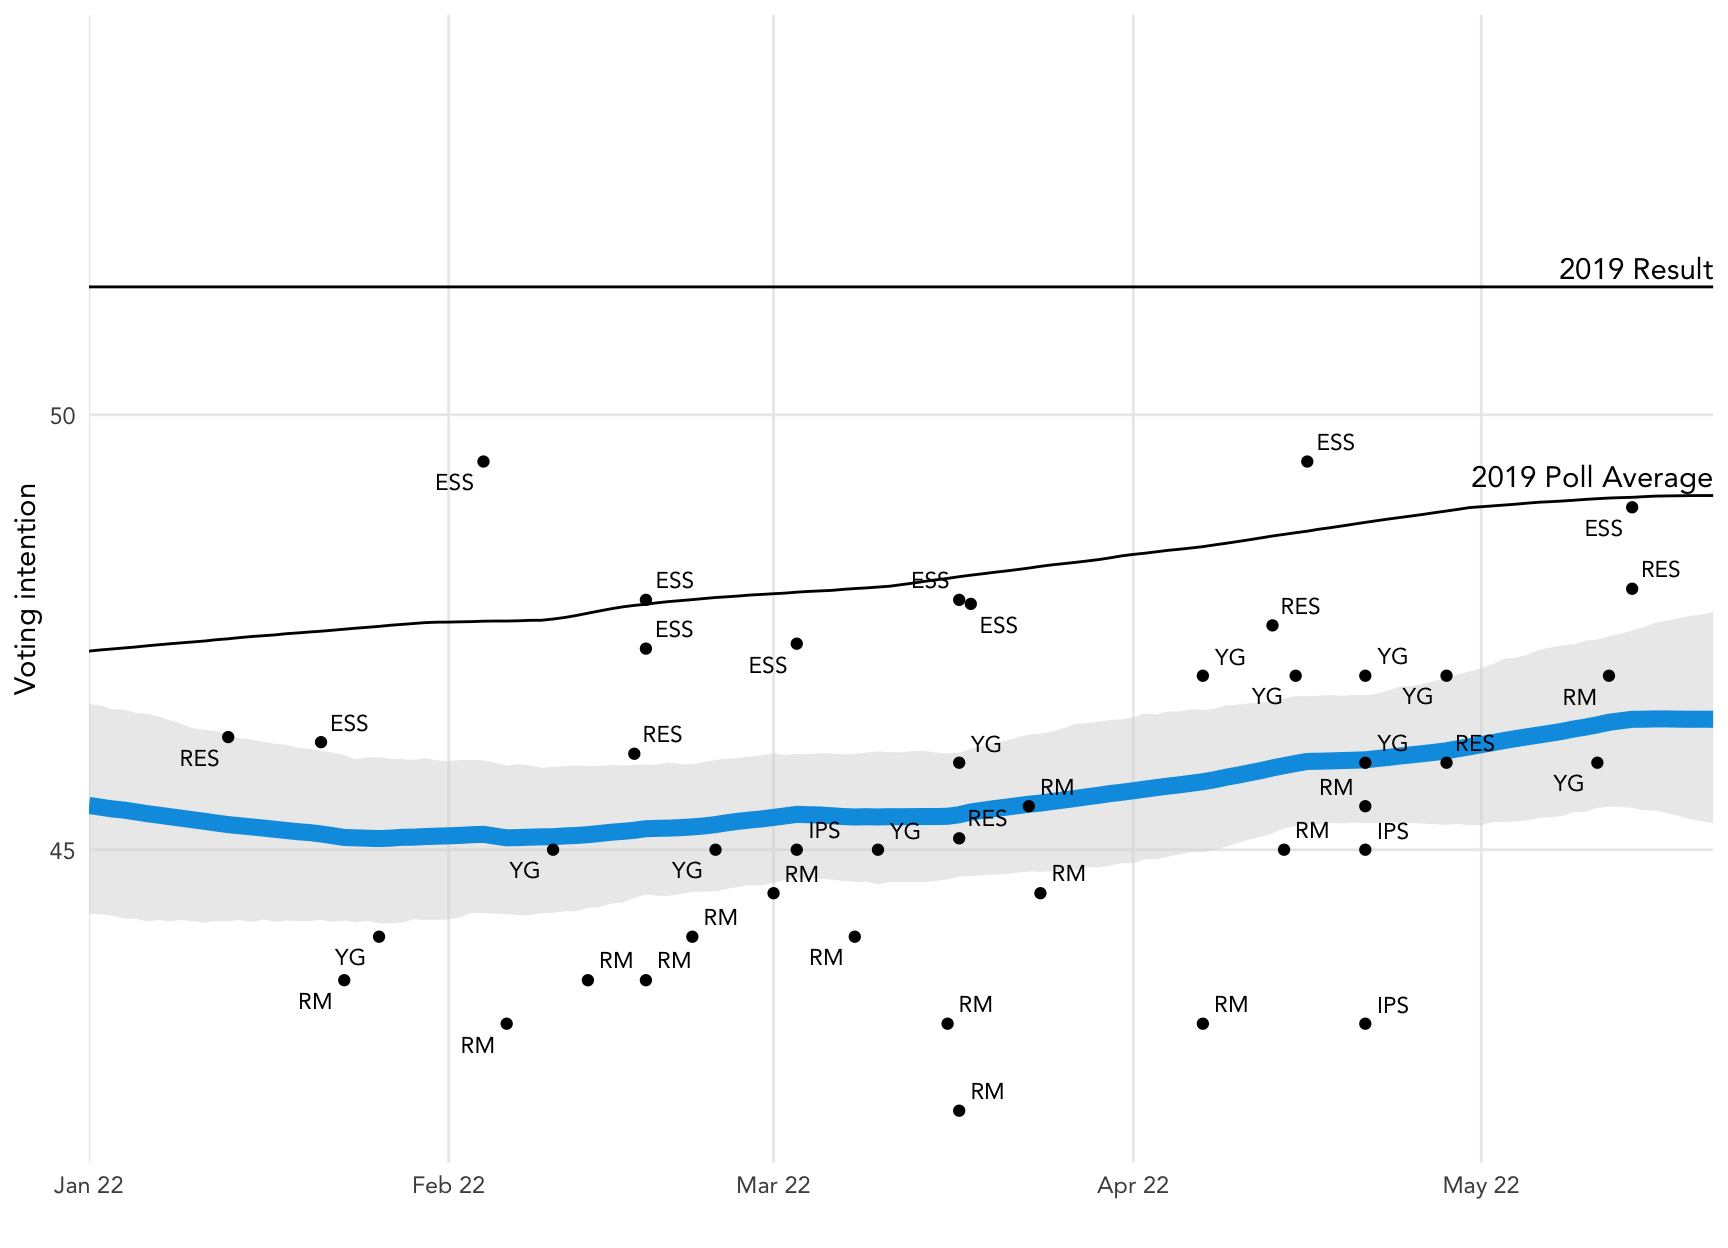 2019 Result
50
ESS
ESS
2019 Poll Average
ESS
RES
ESS
ESS
ESS
RES
ESS
ESS
YG
YG
ESS
RM
YG
YG
ESS
RES
RES
YG
YG
RES
RM
RM
YG
RES
IPS
YG
RM
IPS
45
YG
YG
RM
RM
RM
YG
RM
RM
RM
RM
RM
RM
IPS
RM
RM
Voting intention
Jan 22
Feb 22
Mar 22
Apr 22
May 22